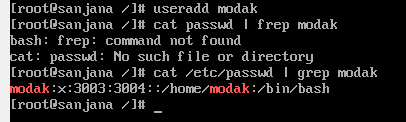 [root@sanjana /]# useradd modak
[root@sanjana /]# cat passwd | frep modak
bash: frep: command not found
cat: passwd: No such file or directory
[root@sanjana /]# cat /etc/passwd | grep modak
modak:x:3003:3004::/home/modak:/bin/bash
[root@sanjana /]# _